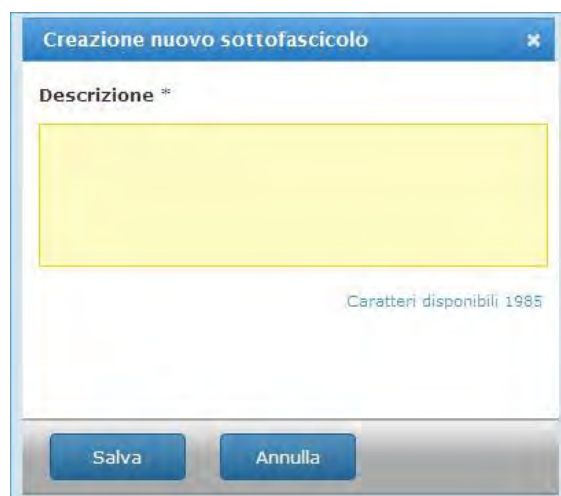 Creazione nuovo sottofascicolo ×
Descrizione *
Caratteri disponibili 1985
Salva Annulla